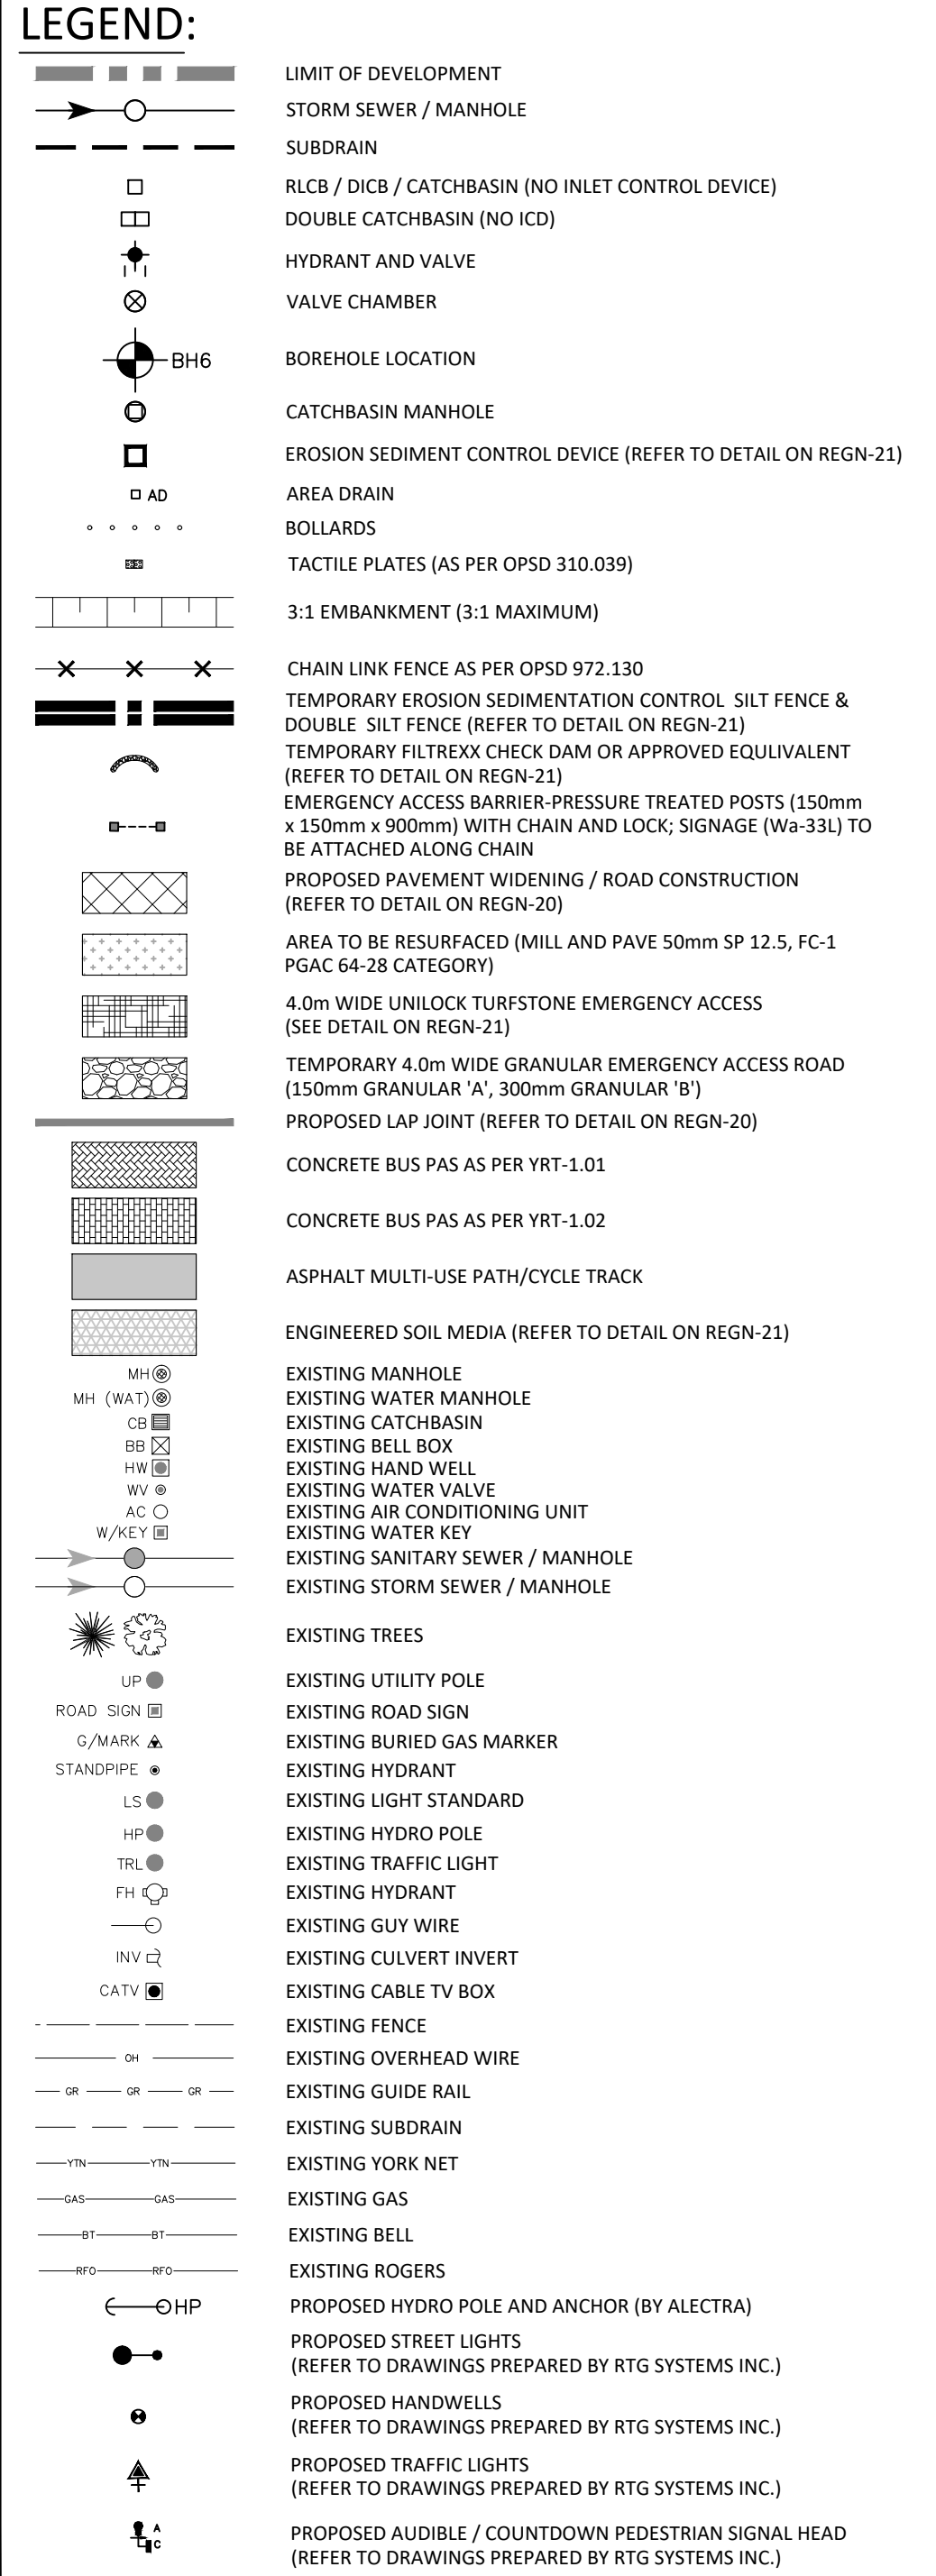 LEGEND:
LIMIT OF DEVELOPMENT
STORM SEWER / MANHOLE
SUBDRAIN
RLCB / DICB / CATCHBASIN (NO INLET CONTROL DEVICE)
DOUBLE CATCHBASIN (NO ICD)
HYDRANT AND VALVE
VALVE CHAMBER
BH6 BOREHOLE LOCATION
CATCHBASIN MANHOLE
EROSION SEDIMENT CONTROL DEVICE (REFER TO DETAIL ON REGN-21)
AD AREA DRAIN
BOLLARDS
TACTILE PLATES (AS PER OPSD 310.039)
3:1 EMBANKMENT (3:1 MAXIMUM)
CHAIN LINK FENCE AS PER OPSD 972.130
TEMPORARY EROSION SEDIMENTATION CONTROL SILT FENCE &
DOUBLE SILT FENCE (REFER TO DETAIL ON REGN-21)
TEMPORARY FILTREXX CHECK DAM OR APPROVED EQULIVALENT
(REFER TO DETAIL ON REGN-21)
EMERGENCY ACCESS BARRIER-PRESSURE TREATED POSTS (150mm
x 150mm x 900mm) WITH CHAIN AND LOCK; SIGNAGE (Wa-33L) TO
BE ATTACHED ALONG CHAIN
PROPOSED PAVEMENT WIDENING / ROAD CONSTRUCTION
(REFER TO DETAIL ON REGN-20)
AREA TO BE RESURFACED (MILL AND PAVE 50mm SP 12.5, FC-1
PGAC 64-28 CATEGORY)
4.0m WIDE UNILOCK TURFSTONE EMERGENCY ACCESS
(SEE DETAIL ON REGN-21)
TEMPORARY 4.0m WIDE GRANULAR EMERGENCY ACCESS ROAD
(150mm GRANULAR 'A', 300mm GRANULAR 'B')
PROPOSED LAP JOINT (REFER TO DETAIL ON REGN-20)
CONCRETE BUS PAS AS PER YRT-1.01
CONCRETE BUS PAS AS PER YRT-1.02
ASPHALT MULTI-USE PATH/CYCLE TRACK
ENGINEERED SOIL MEDIA (REFER TO DETAIL ON REGN-21)
MH EXISTING MANHOLE
MH (WAT) EXISTING WATER MANHOLE
CB EXISTING CATCHBASIN
BB EXISTING BELL BOX
HW EXISTING HAND WELL
WV EXISTING WATER VALVE
AC EXISTING AIR CONDITIONING UNIT
W/KEY EXISTING WATER KEY
EXISTING SANITARY SEWER / MANHOLE
EXISTING STORM SEWER / MANHOLE
EXISTING TREES
UP EXISTING UTILITY POLE
ROAD SIGN EXISTING ROAD SIGN
G/MARK EXISTING BURIED GAS MARKER
STANDPIPE EXISTING HYDRANT
LS EXISTING LIGHT STANDARD
HP EXISTING HYDRO POLE
TRL EXISTING TRAFFIC LIGHT
FH EXISTING HYDRANT
EXISTING GUY WIRE
INV EXISTING CULVERT INVERT
CATV EXISTING CABLE TV BOX
EXISTING FENCE
OH EXISTING OVERHEAD WIRE
GR GR GR EXISTING GUIDE RAIL
EXISTING SUBDRAIN
YTN YTN EXISTING YORK NET
GAS GAS EXISTING GAS
BT BT EXISTING BELL
RFO RFO EXISTING ROGERS
HP PROPOSED HYDRO POLE AND ANCHOR (BY ALECTRA)
PROPOSED STREET LIGHTS
(REFER TO DRAWINGS PREPARED BY RTG SYSTEMS INC.)
PROPOSED HANDWELLS
(REFER TO DRAWINGS PREPARED BY RTG SYSTEMS INC.)
PROPOSED TRAFFIC LIGHTS
(REFER TO DRAWINGS PREPARED BY RTG SYSTEMS INC.)
A
C PROPOSED AUDIBLE / COUNTDOWN PEDESTRIAN SIGNAL HEAD
(REFER TO DRAWINGS PREPARED BY RTG SYSTEMS INC.)